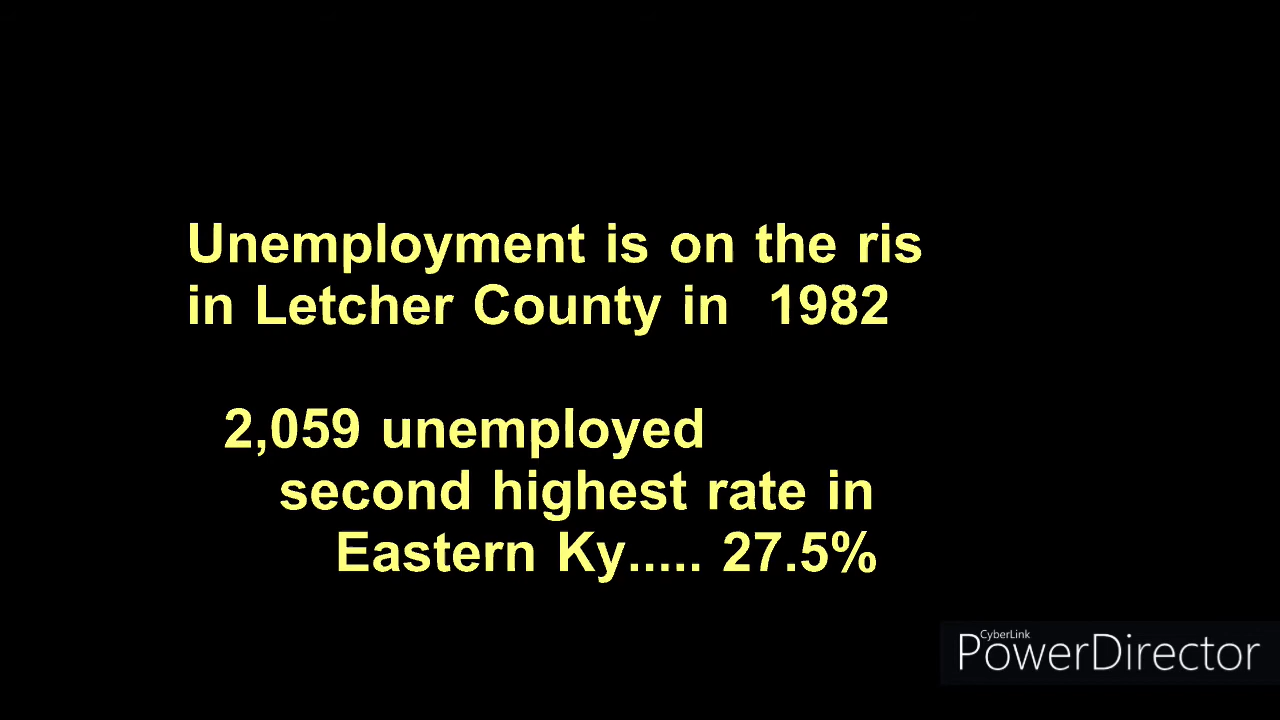 Unemployment is on the ris
in Letcher County in 1982
2,059 unemployed
second highest rate in
Eastern Ky..... 27.5%
CyberLink
PowerDirector